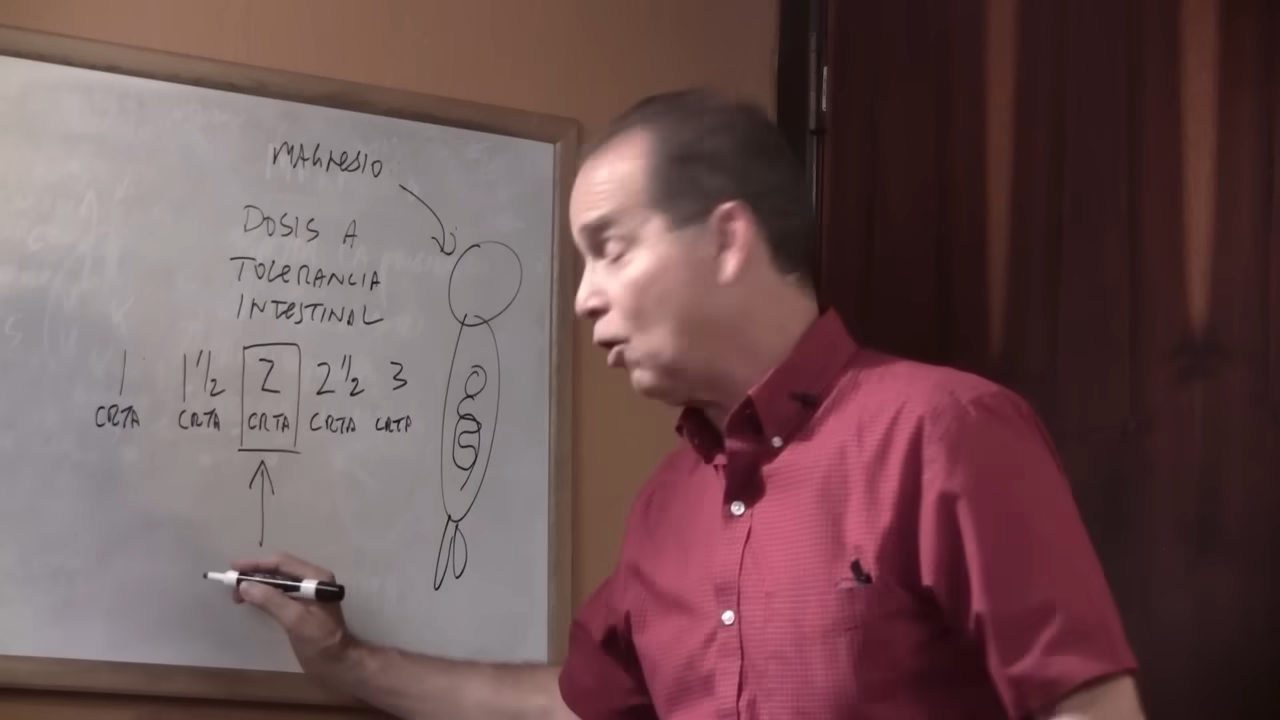 MAGNESIO
DOSIS A
TOLERANCIA
INTESTINAL
1 1½ 2 2½ 3
CRTA CRTA CRTA CRTA CRTA